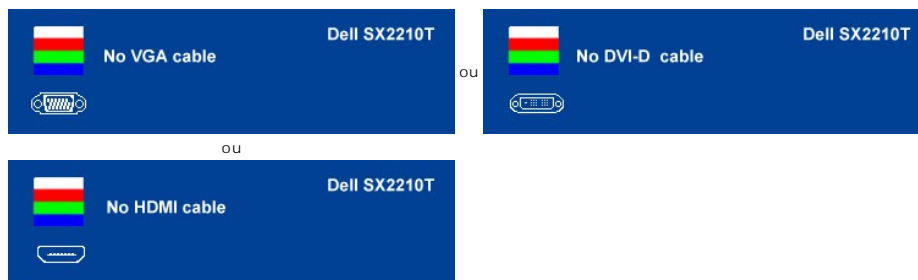 Dell SX2210T
No VGA cable
ou
Dell SX2210T
No DVI-D cable
ou
Dell SX2210T
No HDMI cable